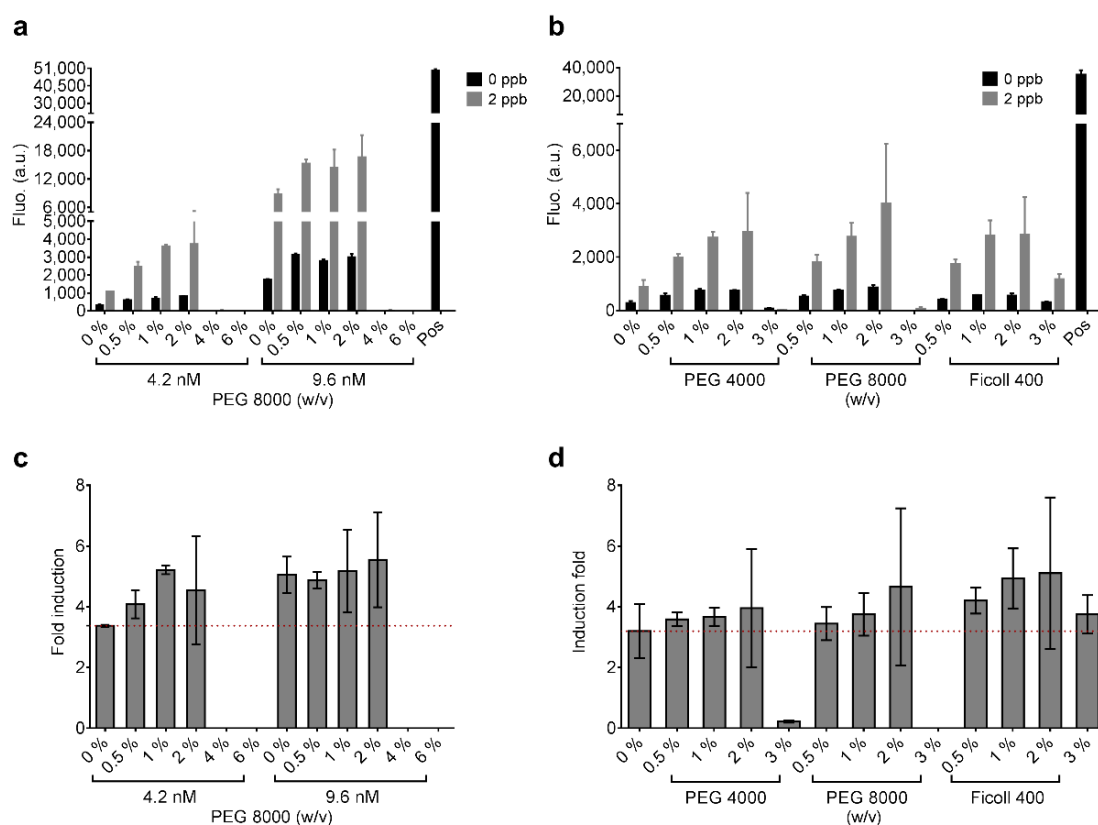 a
51,000
40,500
30,000
24,000
18,000
12,000
6,000
5,000
4,000
3,000
2,000
1,000
0
Fluo. (a.u.)
0 ppb
2 ppb
0 % 0.5 % 1 % 2 % 4 % 6 % 0 % 0.5 % 1 % 2 % 4 % 6 % Pos
4.2 nM 9.6 nM
PEG 8000 (w/v)
b
40,000
20,000
6,000
4,000
2,000
0
Fluo. (a.u.)
0 ppb
2 ppb
0 % 0.5 % 1 % 2 % 3 % 0.5 % 1 % 2 % 3 % 0.5 % 1 % 2 % 3 % Pos
PEG 4000 PEG 8000 Ficoll 400
(w/v)
c
8
6
4
2
0
Fold induction
0 % 0.5 % 1 % 2 % 4 % 6 % 0 % 0.5 % 1 % 2 % 4 % 6 %
4.2 nM 9.6 nM
PEG 8000 (w/v)
d
8
6
4
2
0
Induction fold
0 % 0.5 % 1 % 2 % 3 % 0.5 % 1 % 2 % 3 % 0.5 % 1 % 2 % 3 %
PEG 4000 PEG 8000 Ficoll 400
(w/v)